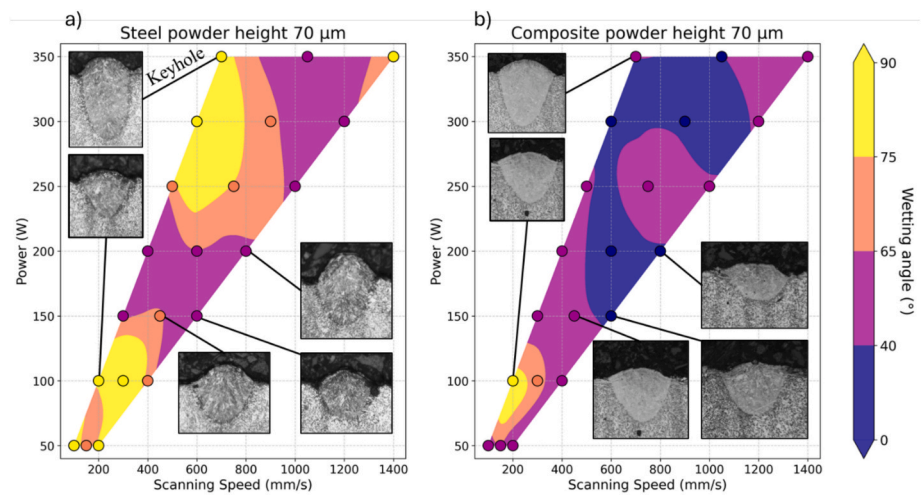 a)
Steel powder height 70 μm
350
300
250
200
150
100
50
Power (W)
Keyhole
200 400 600 800 1000 1200 1400
Scanning Speed (mm/s)
b)
Composite powder height 70 μm
350
300
250
200
150
100
50
Power (W)
200 400 600 800 1000 1200 1400
Scanning Speed (mm/s)
90
75
65
40
0
Wetting angle (°)